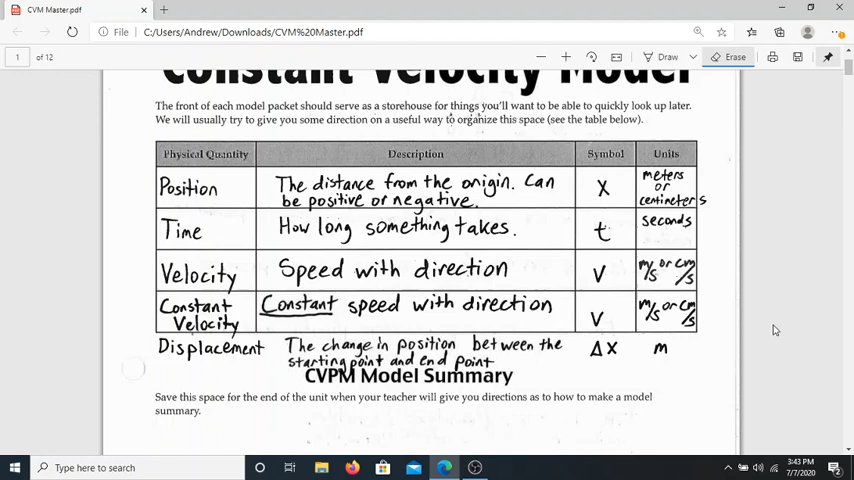 CVM Master.pdf
File
C:/Users/Andrew/Downloads/CVM%20Master.pdf
1 of 12
Draw
Erase
Constant Velocity Model
The front of each model packet should serve as a storehouse for things you'll want to be able to quickly look up later.
We will usually try to give you some direction on a useful way to organize this space (see the table below).
Physical Quantity Description Symbol Units
Position
The distance from the origin. Can
be positive or negative.
X
meters
or
centimeters
Time
How long something takes.
t
seconds
Velocity
Speed with direction
V
m/s or cm/s
Constant
Velocity
Constant speed with direction
V
m/s or cm/s
Displacement
The change in position between the
starting point and end point
Δ X
m
CVPM Model Summary
Save this space for the end of the unit when your teacher will give you directions as to how to make a model
summary.
Type here to search
3:43 PM
7/7/2020